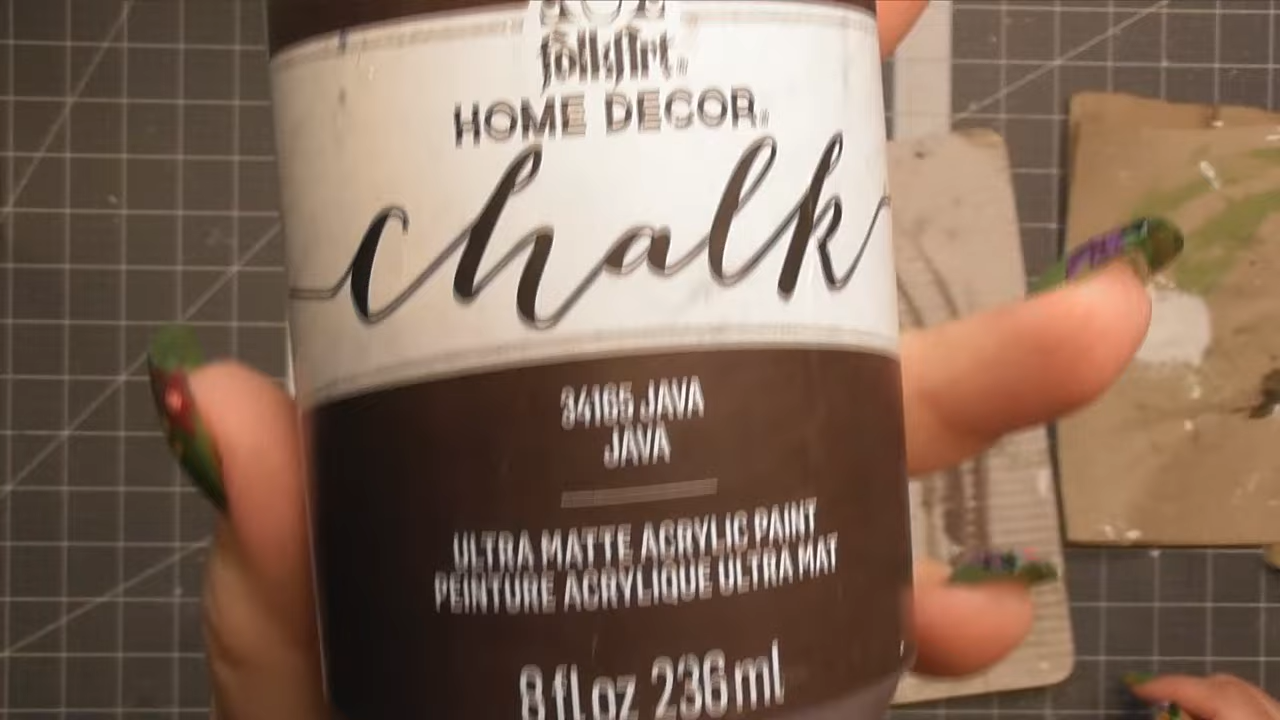 folkArt®
HOME DECOR®
chalk
34165 JAVA
JAVA
ULTRA MATTE ACRYLIC PAINT
PEINTURE ACRYLIQUE ULTRA MAT
8 fl oz 236 ml